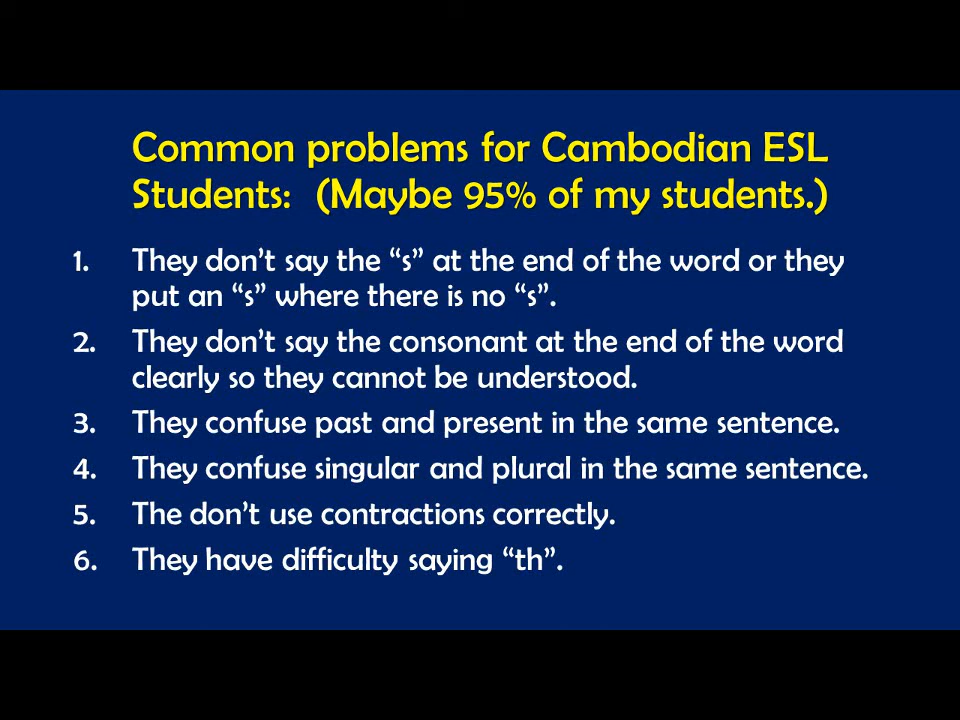 Common problems for Cambodian ESL
Students:  (Maybe 95% of my students.)
1. They don’t say the “s” at the end of the word or they
put an “s” where there is no “s”.
2. They don’t say the consonant at the end of the word
clearly so they cannot be understood.
3. They confuse past and present in the same sentence.
4. They confuse singular and plural in the same sentence.
5. The don’t use contractions correctly.
6. They have difficulty saying “th”.